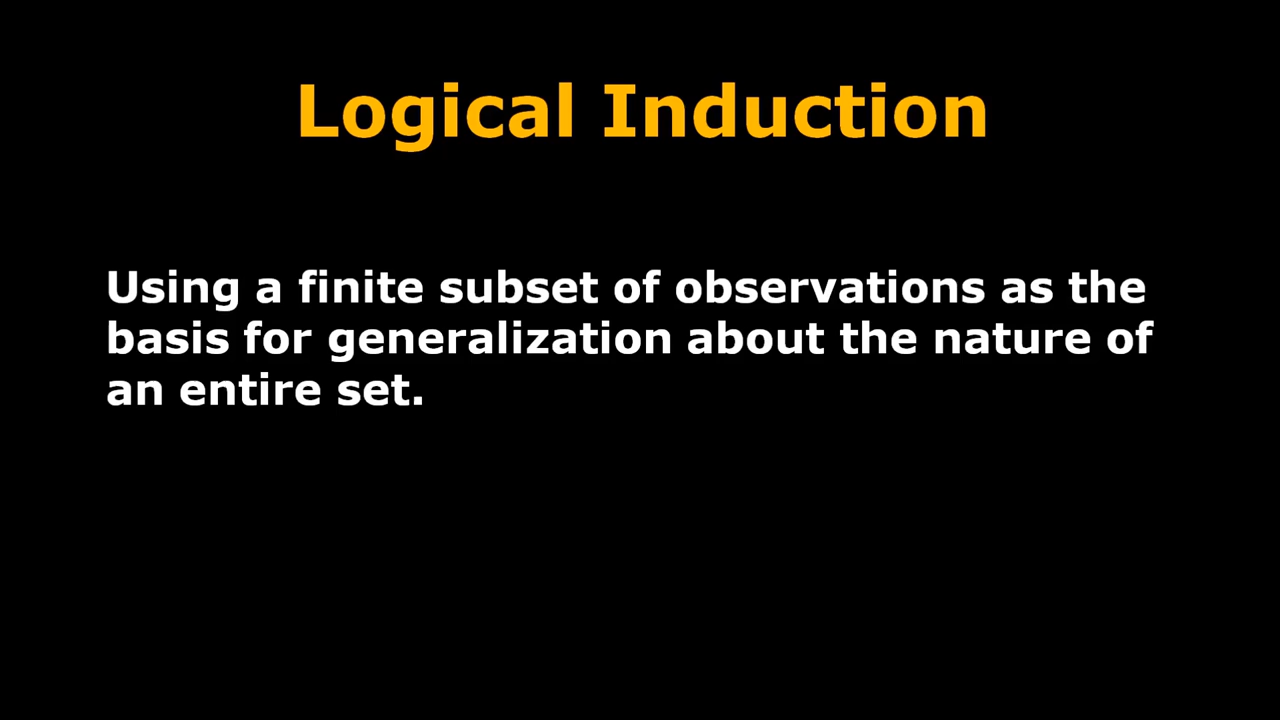 Logical Induction
Using a finite subset of observations as the
basis for generalization about the nature of
an entire set.